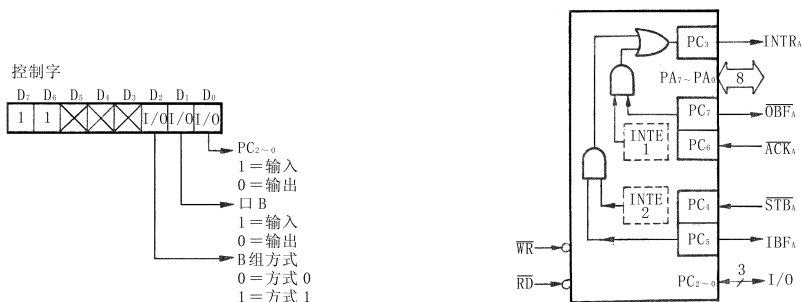 控制字
D7 D6 D5 D4 D3 D2 D1 D0
1 1 I/O I/O I/O
PC2~0
1＝输入
0＝输出
口B
1＝输入
0＝输出
B组方式
0＝方式0
1＝方式1
PC3 INTRA
PA7~PA0 8
PC7 OBFA
INTE
1
PC6 ACKA
INTE
2
PC4 STBA
PC5 IBFA
WR
RD
PC2~0 3 I/O